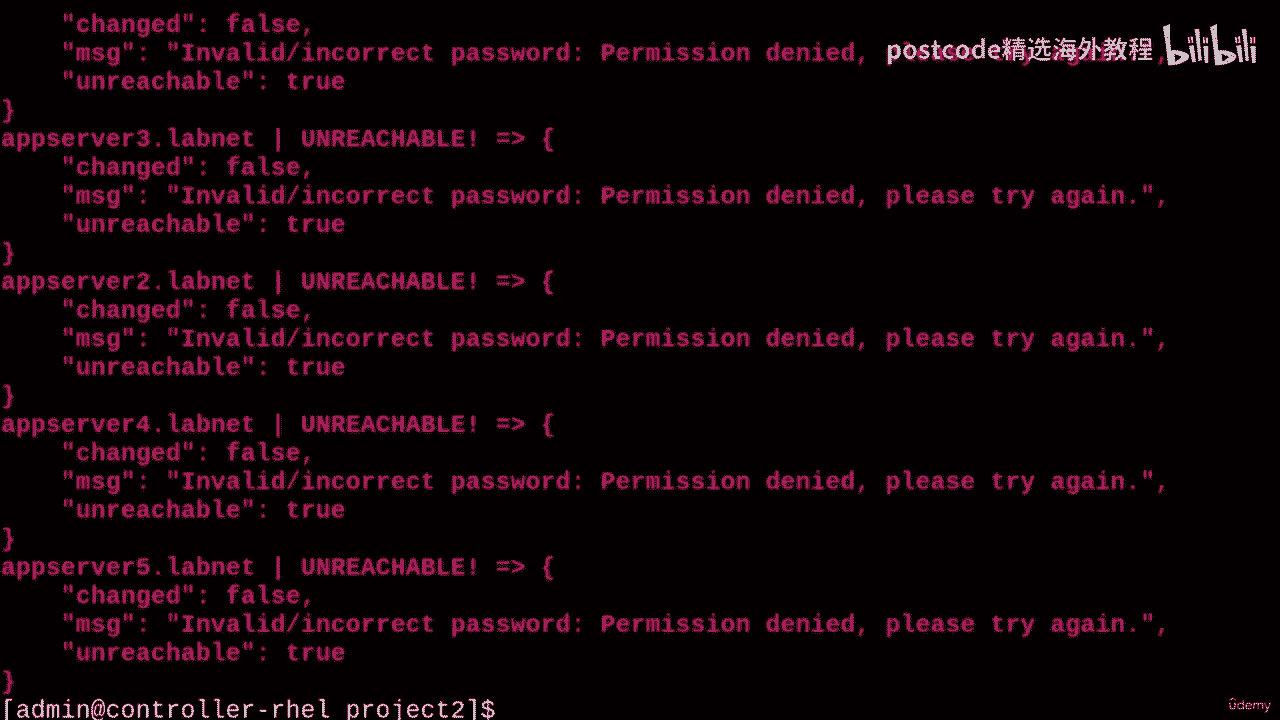 "changed": false,
    "msg": "Invalid/incorrect password: Permission denied,
postcode精选海外教程 bilibili
    "unreachable": true
}
appserver3.labnet | UNREACHABLE! => {
    "changed": false,
    "msg": "Invalid/incorrect password: Permission denied, please try again.",
    "unreachable": true
}
appserver2.labnet | UNREACHABLE! => {
    "changed": false,
    "msg": "Invalid/incorrect password: Permission denied, please try again.",
    "unreachable": true
}
appserver4.labnet | UNREACHABLE! => {
    "changed": false,
    "msg": "Invalid/incorrect password: Permission denied, please try again.",
    "unreachable": true
}
appserver5.labnet | UNREACHABLE! => {
    "changed": false,
    "msg": "Invalid/incorrect password: Permission denied, please try again.",
    "unreachable": true
}
[admin@controller-rhel project2]$
ûdemy